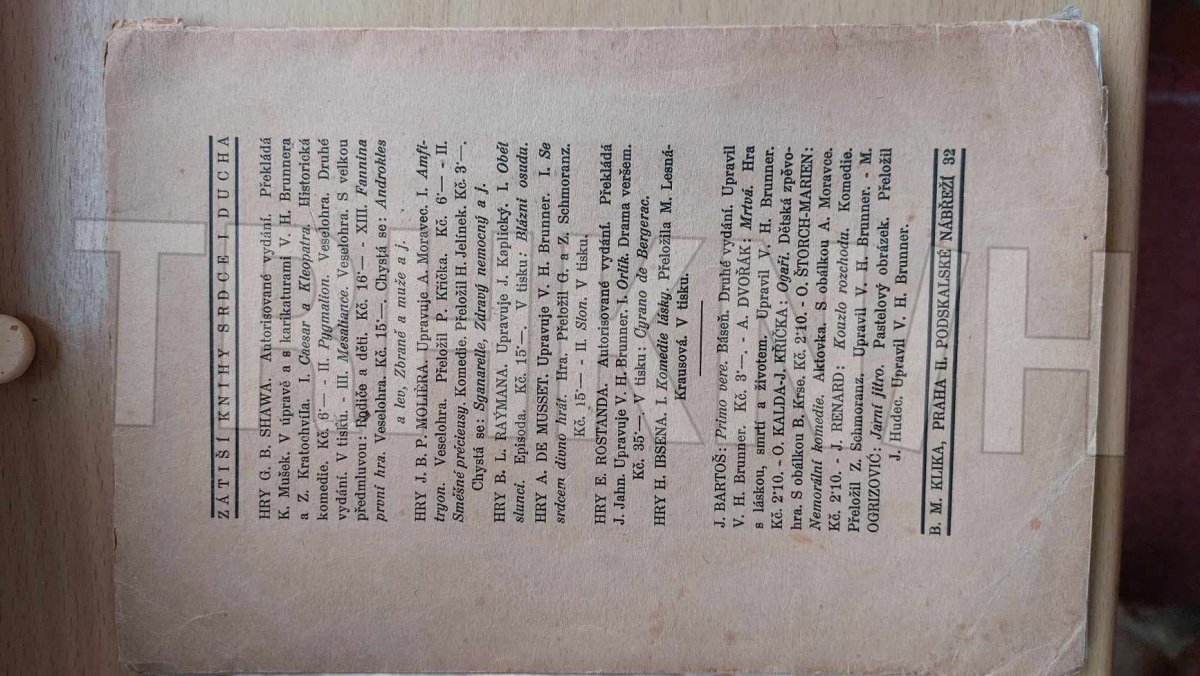 ZÁTIŠÍ KNIHY SRDCE I DUCHA
HRY G. B. SHAWA. Autorisované vydání. Překládá
K. Mušek. V úpravě a s karikaturami V. H. Brunnera
a Z. Kratochvíla. I. Caesar a Kleopatra. Historická
komedie. Kč. 6·— - II. Pygmalion. Veselohra. Druhé
vydání. V tisku. - III. Mesaliance. Veselohra. S velkou
předmluvou: Rodiče a děti. Kč. 16·— - XIII. Fannina
první hra. Veselohra. Kč. 15·—. Chystá se: Androkles
a lev, Zbraně a muže a j.
HRY J. B. P. MOLIÈRA. Upravuje A. Moravec. I. Amfi-
tryon. Veselohra. Přeložil P. Křička. Kč. 6·— - II.
Směšné précieusy. Komedie. Přeložil H. Jelínek. Kč. 3·—.
Chystá se: Sganarelle, Zdravý nemocný a j.
HRY B. L. RAÝMANA. Upravuje J. Kaplický. I. Oběť
slunci. Episoda. Kč. 15·—. V tisku: Blázni osudu.
HRY A. DE MUSSET. Upravuje V. H. Brunner. I. Se
srdcem divno hrát. Hra. Přeložil G. a Z. Schmoranz.
Kč. 15·— - II. Slon. V tisku.
HRY E. ROSTANDA. Autorisované vydání. Překládá
J. Jahn. Upravuje V. H. Brunner. I. Orlík. Drama veršem.
Kč. 35·—. V tisku: Cyrano de Bergerac.
HRY H. IBSENA. I. Komedie lásky. Přeložila M. Lesná-
Krausová. V tisku.
J. BARTOŠ: Primo vere. Báseň. Druhé vydání. Upravil
V. H. Brunner. Kč. 3·—. - A. DVOŘÁK: Mrtvá. Hra
s láskou, smrtí a životem. Upravil V. H. Brunner.
Kč. 2·10. - O. KALDA-J. KŘIČKA: Ogaři. Dětská zpěvo-
hra. S obálkou B. Krse. Kč. 2·10. - O. ŠTORCH-MARIEN:
Nemorální komedie. Aktovka. S obálkou A. Moravce.
Kč. 2·10. - J. RENARD: Kouzlo rozchodu. Komedie.
Přeložil Z. Schmoranz. Upravil V. H. Brunner. - M.
OGRIZOVIĆ: Jarní jitro. Pastelový obrázek. Přeložil
J. Hudec. Upravil V. H. Brunner.
B. M. KLIKA, PRAHA II. PODSKALSKÉ NÁBŘEŽÍ 32